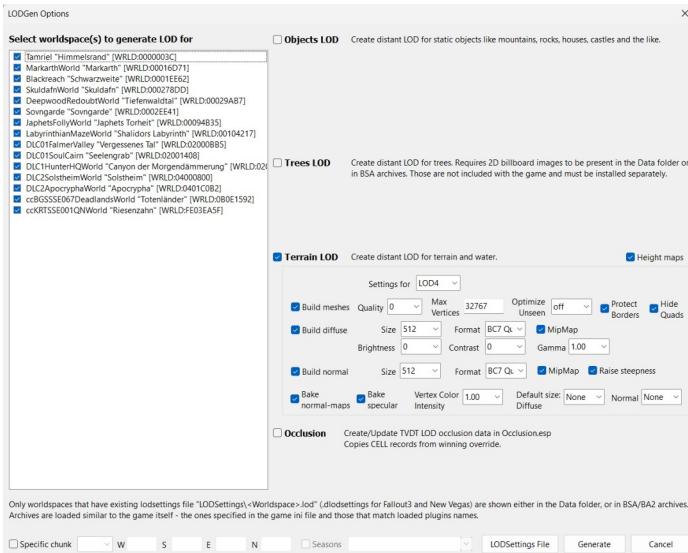 LODGen Options
Select worldspace(s) to generate LOD for
Tamriel "Himmelsrand" [WRLD:0000003C]
MarkarthWorld "Markarth" [WRLD:00016D71]
Blackreach "Schwarzweite" [WRLD:0001EE62]
SkuldafnWorld "Skuldafn" [WRLD:000278DD]
DeepwoodRedoubtWorld "Tiefenwaldtal" [WRLD:00029AB7]
Sovngarde "Sovngarde" [WRLD:0002EE41]
JaphetsFollyWorld "Japhets Torheit" [WRLD:00094B35]
LabyrinthianMazeWorld "Shalidors Labyrinth" [WRLD:00104217]
DLC01FalmerValley "Vergessenes Tal" [WRLD:02000BB5]
DLC01SoulCairn "Seelengrab" [WRLD:02001408]
DLC1HunterHQWorld "Canyon der Morgendämmerung" [WRLD:020
DLC2SolstheimWorld "Solstheim" [WRLD:04000800]
DLC2ApocryphaWorld "Apocrypha" [WRLD:0401C0B2]
ccBGSSSE067DeadlandsWorld "Totenländer" [WRLD:0B0E1592]
ccKRTSSE001QNWorld "Riesenzahn" [WRLD:FE03EA5F]
Objects LOD Create distant LOD for static objects like mountains, rocks, houses, castles and the like.
Trees LOD Create distant LOD for trees. Requires 2D billboard images to be present in the Data folder or
in BSA archives. Those are not included with the game and must be installed separately.
Terrain LOD Create distant LOD for terrain and water. Height maps
Settings for LOD4
Build meshes Quality 0 Max Vertices 32767 Optimize Unseen off Protect Borders Hide Quads
Build diffuse Size 512 Format BC7 Qu MipMap
Brightness 0 Contrast 0 Gamma 1.00
Build normal Size 512 Format BC7 Qu MipMap Raise steepness
Bake normal-maps Bake specular Vertex Color Intensity 1.00 Default size: Diffuse None Normal None
Occlusion Create/Update TVDT LOD occlusion data in Occlusion.esp
Copies CELL records from winning override.
Only worldspaces that have existing lodsettings file "LODSettings\<Worldspace>.lod" (.dlodsettings for Fallout3 and New Vegas) are shown either in the Data folder, or in BSA/BA2 archives.
Archives are loaded similar to the game itself - the ones specified in the game ini file and those that match loaded plugins names.
Specific chunk W S E N Seasons LODSettings File Generate Cancel